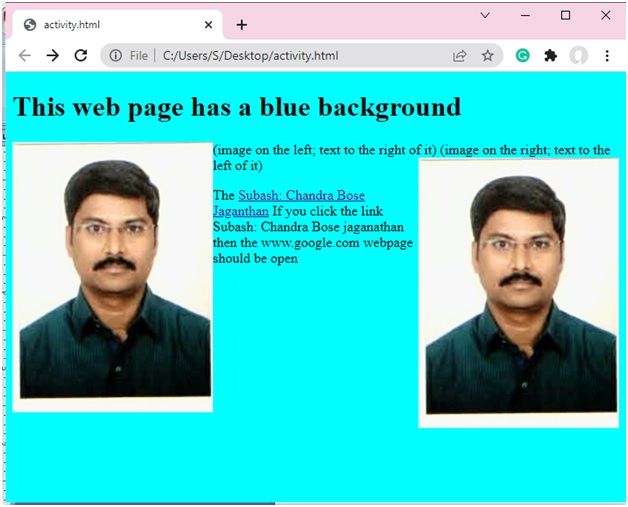 activity.html
File
C:/Users/S/Desktop/activity.html
This web page has a blue background
(image on the left; text to the right of it) (image on the right; text to the
left of it)
The Subash: Chandra Bose
Jaganthan If you click the link
Subash: Chandra Bose jaganathan
then the www.google.com webpage
should be open